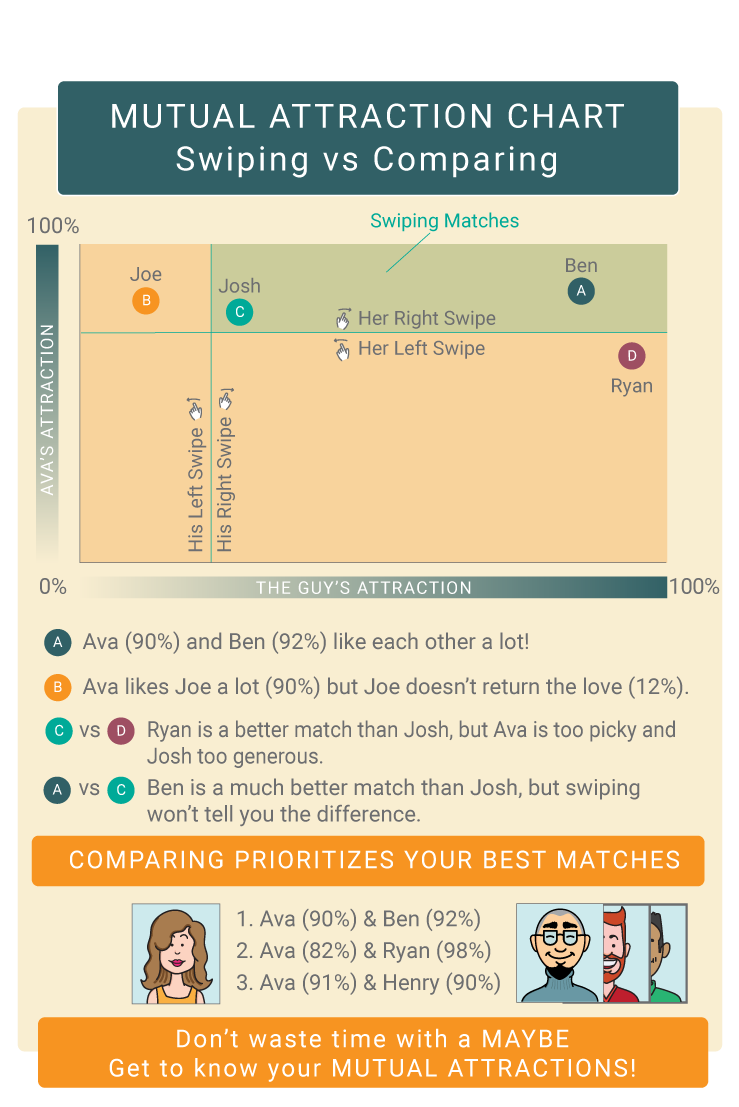 MUTUAL ATTRACTION CHART
Swiping vs Comparing
100%
Swiping Matches
Joe
B
Josh
C
Ben
A
Her Right Swipe
Her Left Swipe
D
Ryan
AVA'S ATTRACTION
His Left Swipe
His Right Swipe
0%
THE GUY'S ATTRACTION
100%
A Ava (90%) and Ben (92%) like each other a lot!
B Ava likes Joe a lot (90%) but Joe doesn't return the love (12%).
C vs D Ryan is a better match than Josh, but Ava is too picky and
Josh too generous.
A vs C Ben is a much better match than Josh, but swiping
won't tell you the difference.
COMPARING PRIORITIZES YOUR BEST MATCHES
1. Ava (90%) & Ben (92%)
2. Ava (82%) & Ryan (98%)
3. Ava (91%) & Henry (90%)
Don't waste time with a MAYBE
Get to know your MUTUAL ATTRACTIONS!